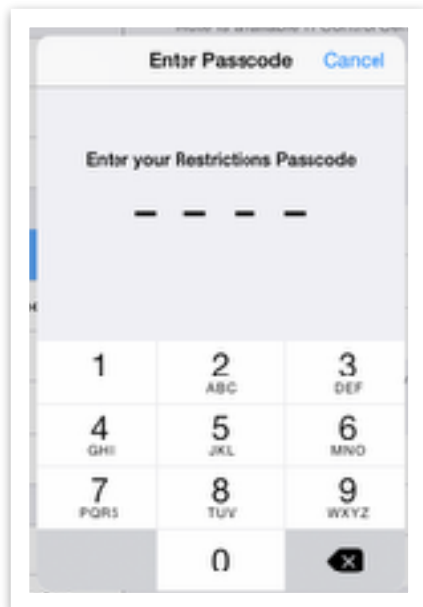 Enter Passcode Cancel
Enter your Restrictions Passcode
1 2 3
ABC DEF
4 5 6
GHI JKL MNO
7 8 9
PQRS TUV WXYZ
0